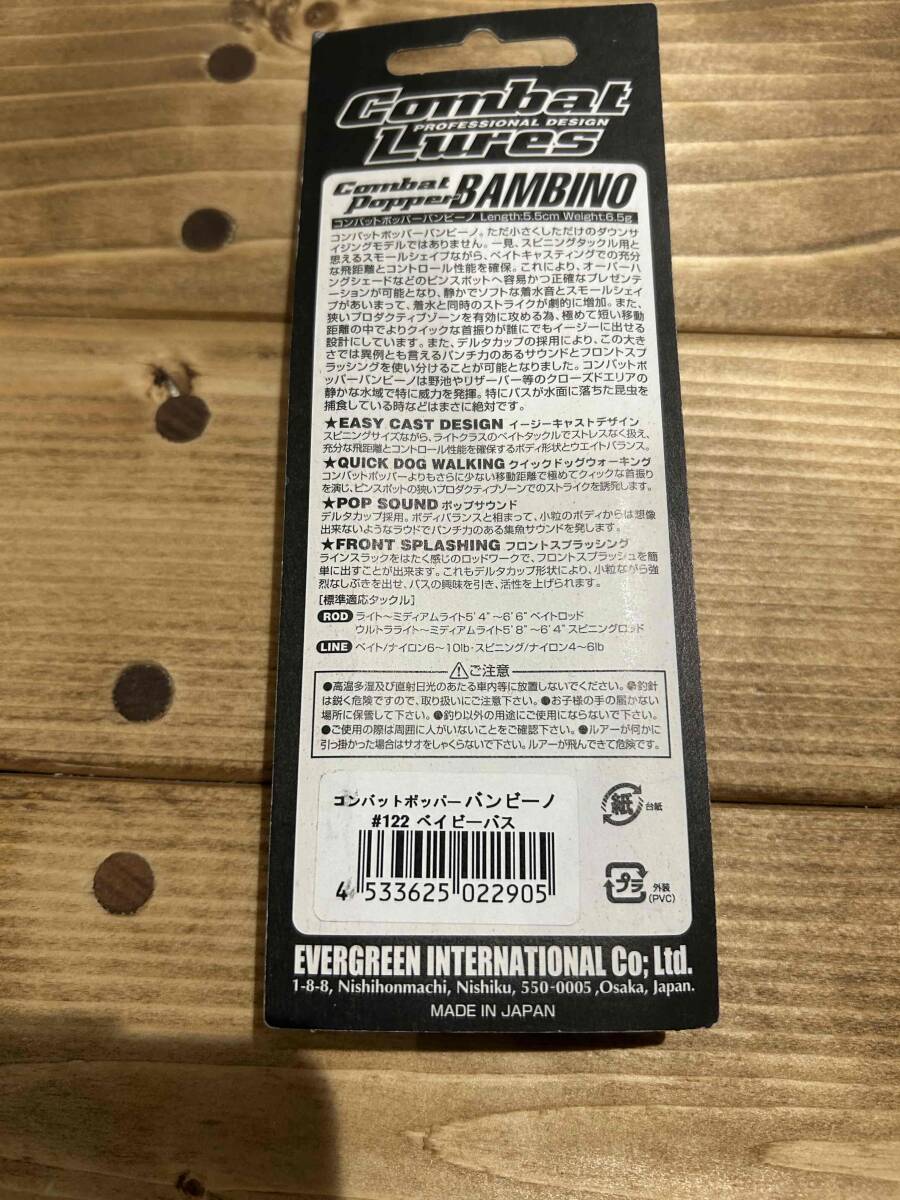 Combat
PROFESSIONAL DESIGN
Lures
Combat
Popper BAMBINO
コンバットポッパーバンビーノ Length:5.5cm Weight:6.5g
コンバットポッパーバンビーノ。ただ小さくしただけのダウンサ
イジングモデルではありません。一見、スピニングタックル用と
思えるスモールシェイプながら、ベイトキャスティングでの充分
な飛距離とコントロール性能を確保。これにより、オーバーハ
ングシェードなどのピンスポットへ容易かつ正確なプレゼンテ
ーションが可能となり、静かでソフトな着水音とスモールシェイ
プがあいまって、着水と同時のストライクが劇的に増加。また、
狭いプロダクティブゾーンを有効に攻める為、極めて短い移動
距離の中でよりクイックな首振りが誰にでもイージーに出せる
設計にしています。また、デルタカップの採用により、この大き
さでは異例とも言えるパンチ力のあるサウンドとフロントスプ
ラッシングを使い分けることが可能となりました。コンバットポ
ッパーバンビーノは野池やリザーバー等のクローズドエリアの
静かな水域で特に威力を発揮。特にバスが水面に落ちた昆虫を
捕食している時などはまさに絶対です。
★EASY CAST DESIGN イージーキャストデザイン
スピニングサイズながら、ライトクラスのベイトタックルでストレスなく扱え、
充分な飛距離とコントロール性能を確保するボディ形状とウエイトバランス。
★QUICK DOG WALKING クイックドッグウォーキング
コンバットポッパーよりもさらに少ない移動距離で極めてクィックな首振り
を演じ、ピンスポットの狭いプロダクティブゾーンでのストライクを誘発します。
★POP SOUND ポップサウンド
デルタカップ採用。ボディバランスと相まって、小粒のボディからは想像
出来ないようなラウドでパンチ力のある集魚サウンドを発します。
★FRONT SPLASHING フロントスプラッシング
ラインスラックをはたく感じのロッドワークで、フロントスプラッシュを簡
単に出すことが出来ます。これもデルタカップ形状により、小粒ながら強
烈なしぶきを出せ、バスの興味を引き、活性を上げられます。
[標準適応タックル]
ROD ライト〜ミディアムライト5'4"〜6'6"ベイトロッド
ウルトラライト〜ミディアムライト5'8"〜6'4"スピニングロッド
LINE ベイト/ナイロン6〜10lb・スピニング/ナイロン4〜6lb
⚠ご注意
●高温多湿及び直射日光のあたる車内等に放置しないでください。●釣針
は鋭く危険ですので、取り扱いにご注意下さい。●お子様の手の届かない
場所に保管して下さい。●釣り以外の用途にご使用にならないで下さい。
●ご使用の際は周囲に人がいないことをご確認下さい。●ルアーが何かに
引っ掛かった場合はサオをしゃくらないで下さい。ルアーが飛んできて危険です。
コンバットポッパーバンビーノ
#122 ベイビーバス
4 533625 022905
紙 台紙
プラ 外装
(PVC)
EVERGREEN INTERNATIONAL Co; Ltd.
1-8-8, Nishihonmachi, Nishiku, 550-0005 ,Osaka, Japan.
MADE IN JAPAN